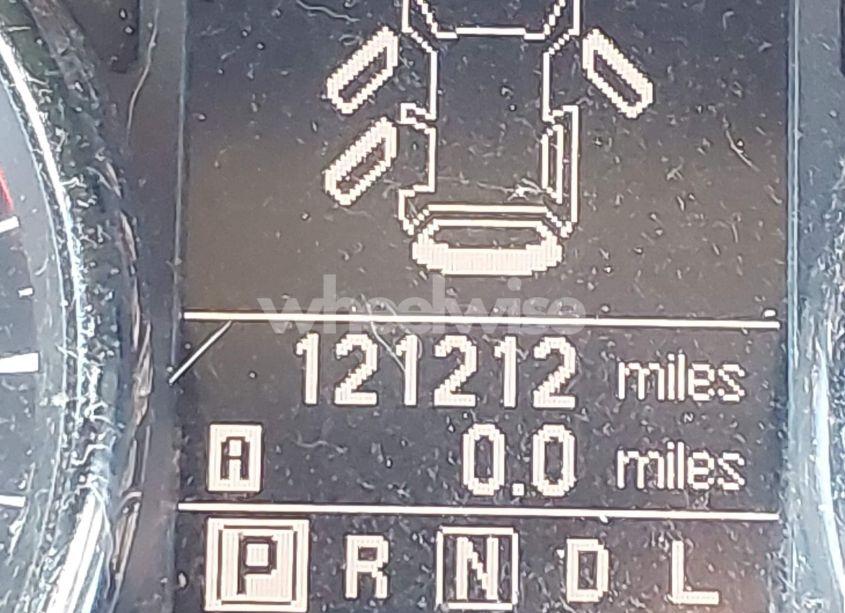 wheelwise
121212 miles
A 0.0 miles
P R N D L